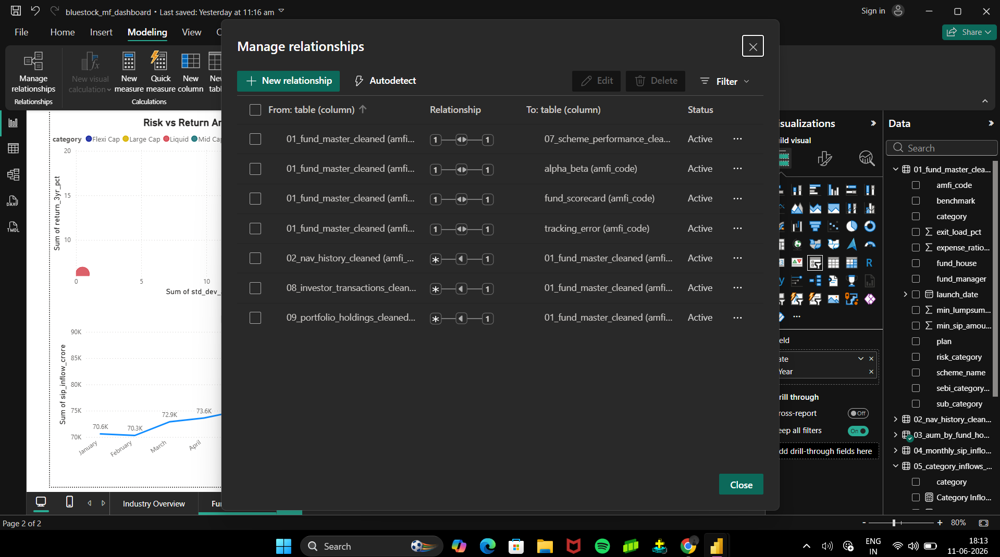 bluestock_mf_dashboard • Last saved: Yesterday at 11:16 am
Sign in
File
Home
Insert
Modeling
View
Share
Manage relationships
Relationships
New visual calculation
New measure
Quick measure
New column
Calculations
Manage relationships
New relationship
Autodetect
Edit
Delete
Filter
From: table (column)
Relationship
To: table (column)
Status
01_fund_master_cleaned (amfi...
1
1
07_scheme_performance_clea...
Active
01_fund_master_cleaned (amfi...
1
1
alpha_beta (amfi_code)
Active
01_fund_master_cleaned (amfi...
1
1
fund_scorecard (amfi_code)
Active
01_fund_master_cleaned (amfi...
1
1
tracking_error (amfi_code)
Active
02_nav_history_cleaned (amfi_...
*
1
01_fund_master_cleaned (amfi...
Active
08_investor_transactions_clean...
*
1
01_fund_master_cleaned (amfi...
Active
09_portfolio_holdings_cleaned...
*
1
01_fund_master_cleaned (amfi...
Active
Close
DAX
TMDL
Risk vs Return
category
Flexi Cap
Large Cap
Liquid
Mid Cap
Sum of return_3yr_pct
20
15
10
0
5
10
Sum of std_dev_
Sum of sip_inflow_crore
90K
85K
80K
75K
70K
70.6K
70.3K
72.9K
73.6K
January
February
March
April
Industry Overview
Page 2 of 2
isualizations
ild visual
R
eld
ate
Year
rill through
ross-report
Off
eep all filters
On
dd drill-through fields here
Data
Search
01_fund_master_clea...
amfi_code
benchmark
category
exit_load_pct
expense_ratio...
fund_house
fund_manager
launch_date
min_lumpsum...
min_sip_amou...
plan
risk_category
scheme_name
sebi_category...
sub_category
02_nav_history_clean...
03_aum_by_fund_ho...
04_monthly_sip_inflo...
05_category_inflows_...
category
Category Inflo...
- + 80%
Search
ENG
IN
18:13
11-06-2026